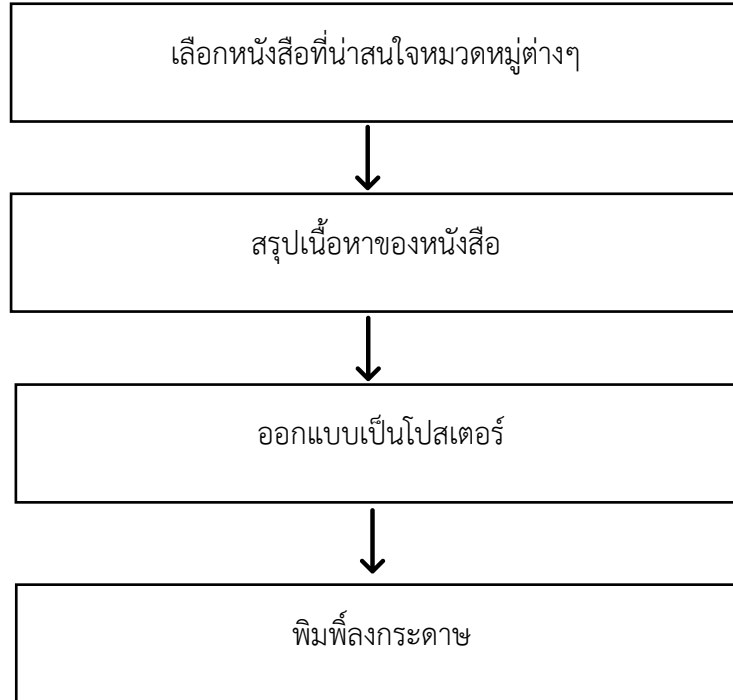 เลือกหนังสือที่น่าสนใจหมวดหมู่ต่างๆ
สรุปเนื้อหาของหนังสือ
ออกแบบเป็นโปสเตอร์
พิมพิ์ลงกระดาษ